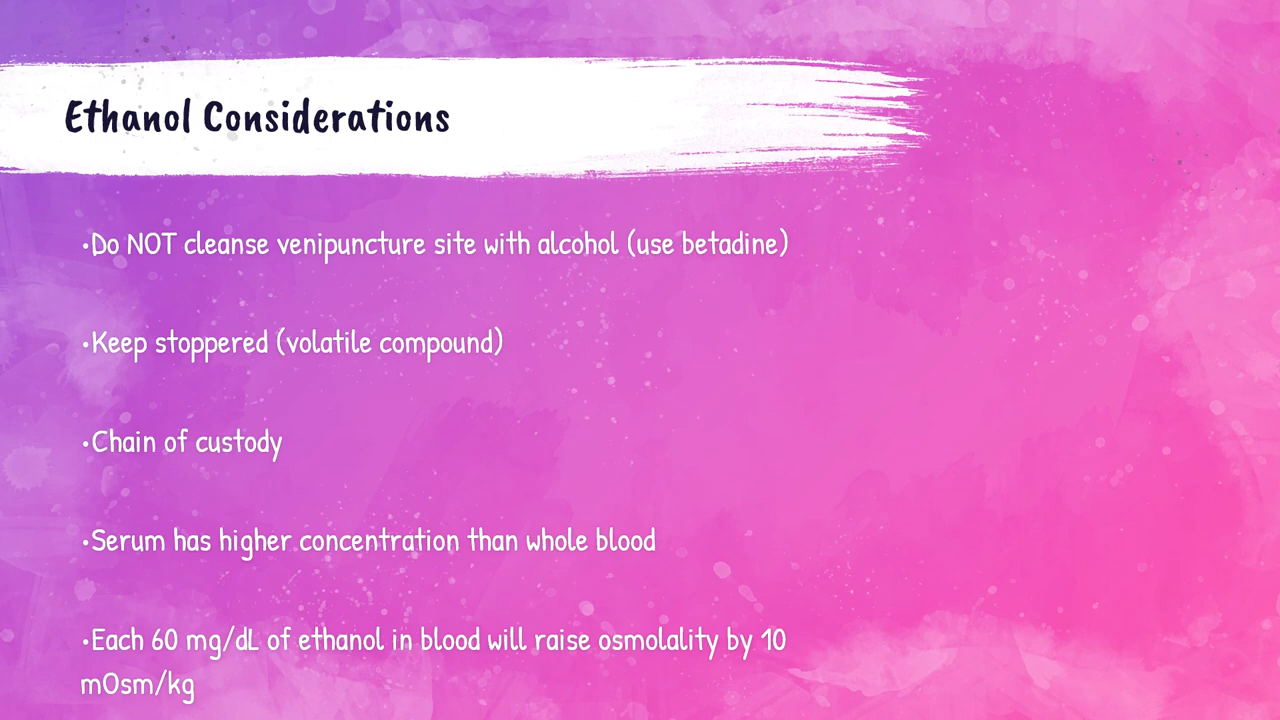 Ethanol Considerations
•Do NOT cleanse venipuncture site with alcohol (use betadine)
•Keep stoppered (volatile compound)
•Chain of custody
•Serum has higher concentration than whole blood
•Each 60 mg/dL of ethanol in blood will raise osmolality by 10
mOsm/kg